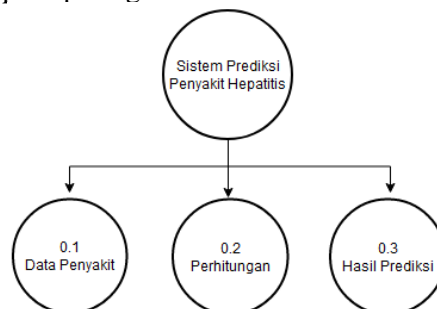 Sistem Prediksi
Penyakit Hepatitis
0.1
Data Penyakit
0.2
Perhitungan
0.3
Hasil Prediksi